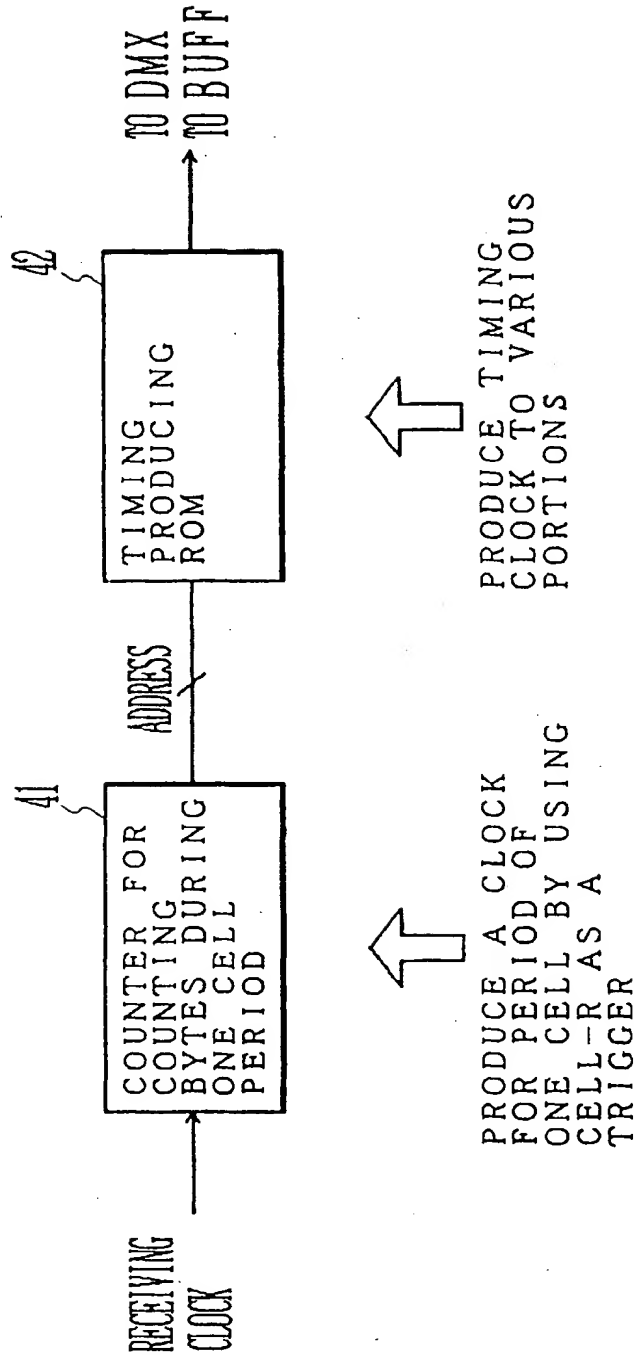 RECEIVING
CLOCK
41
COUNTER FOR
COUNTING
BYTES DURING
ONE CELL
PERIOD
ADDRESS
42
TIMING
PRODUCING
ROM
TO DMX
TO BUFF
PRODUCE A CLOCK
FOR PERIOD OF
ONE CELL BY USING
CELL-R AS A
TRIGGER
PRODUCE TIMING
CLOCK TO VARIOUS
PORTIONS